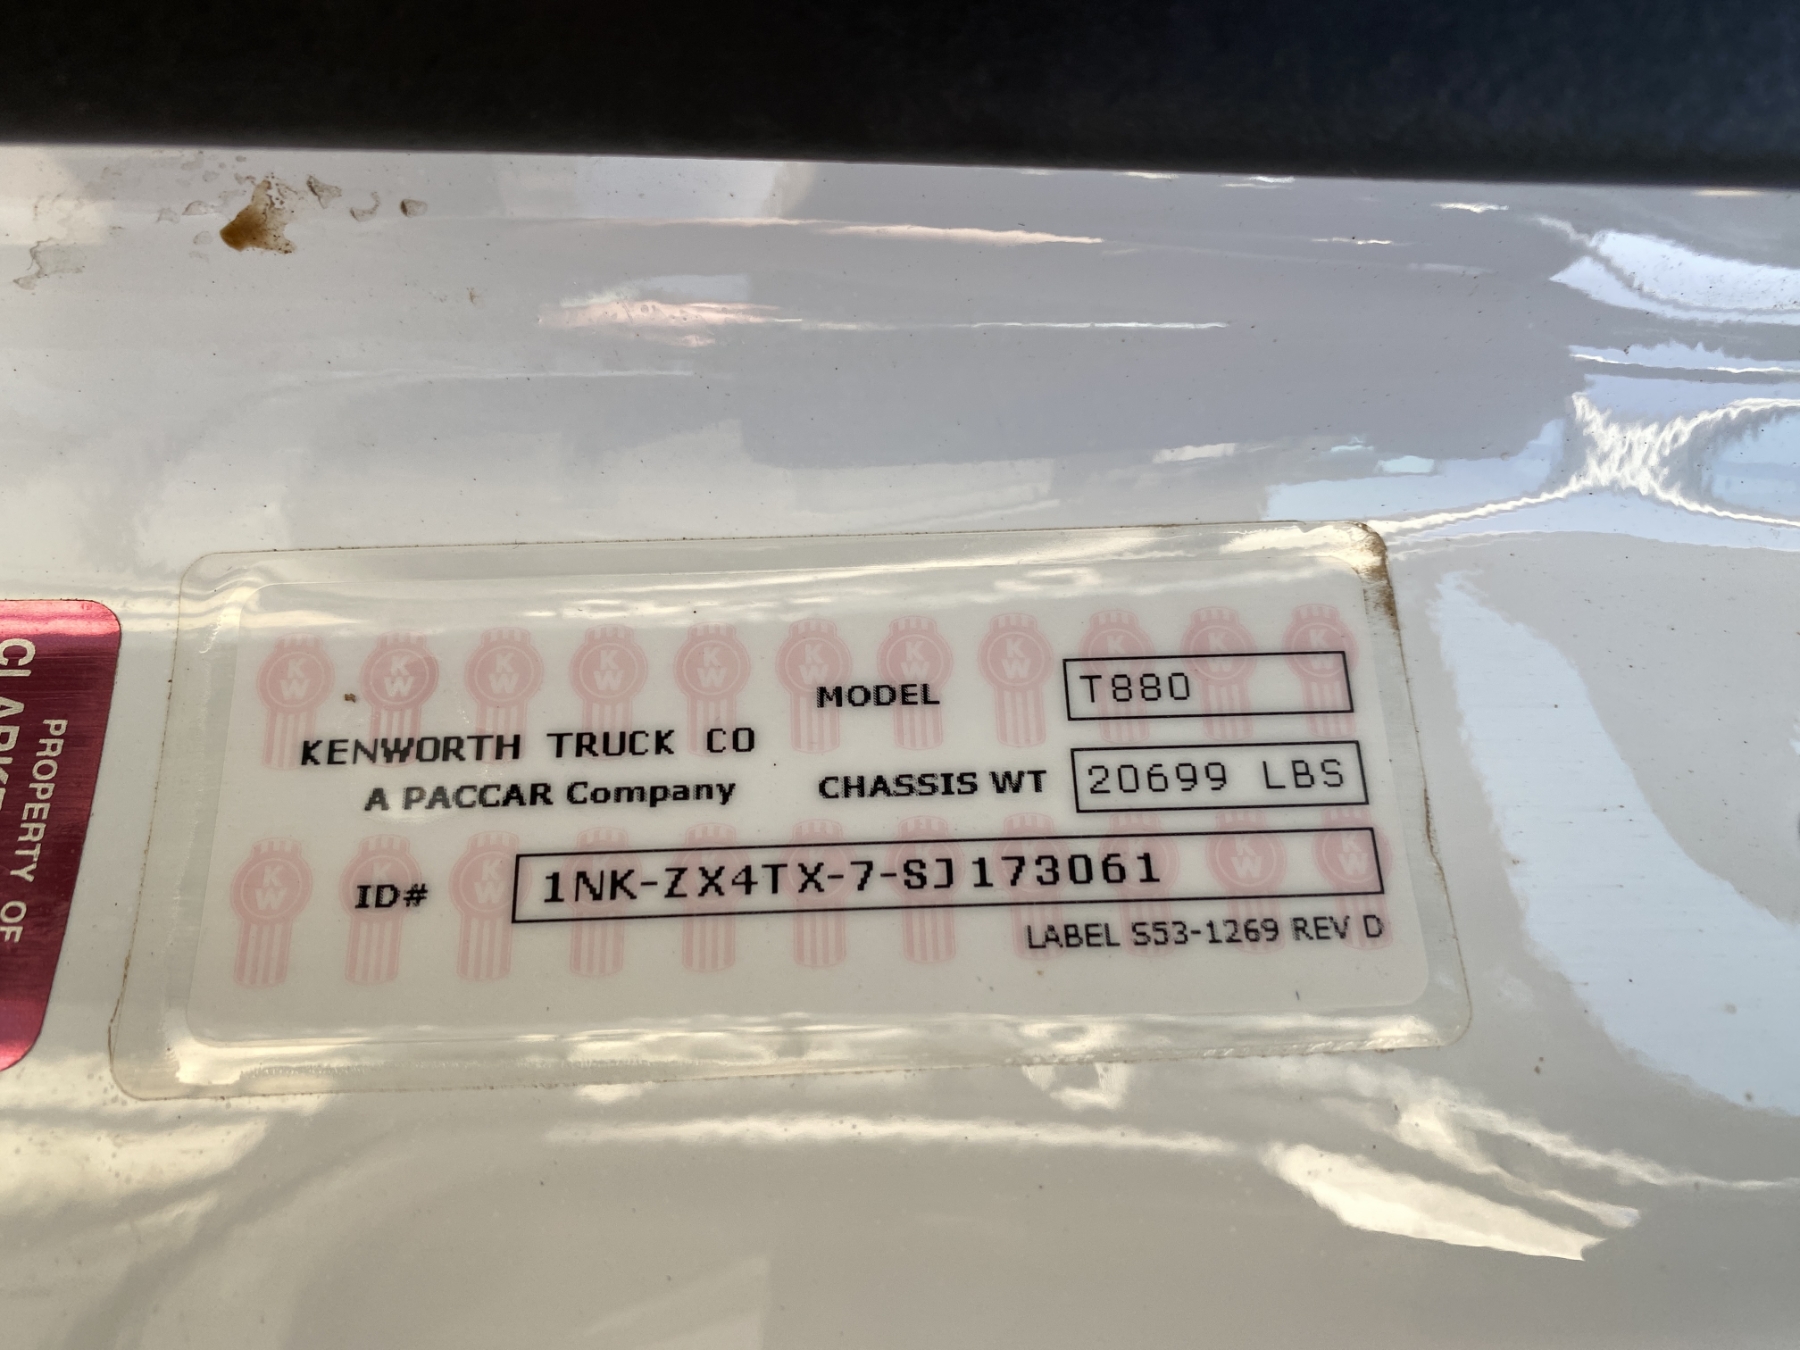 MODEL T880
KENWORTH TRUCK CO
A PACCAR Company
CHASSIS WT 20699 LBS
ID# 1NK-ZX4TX-7-SJ173061
LABEL S53-1269 REV D
PROPERTY OF